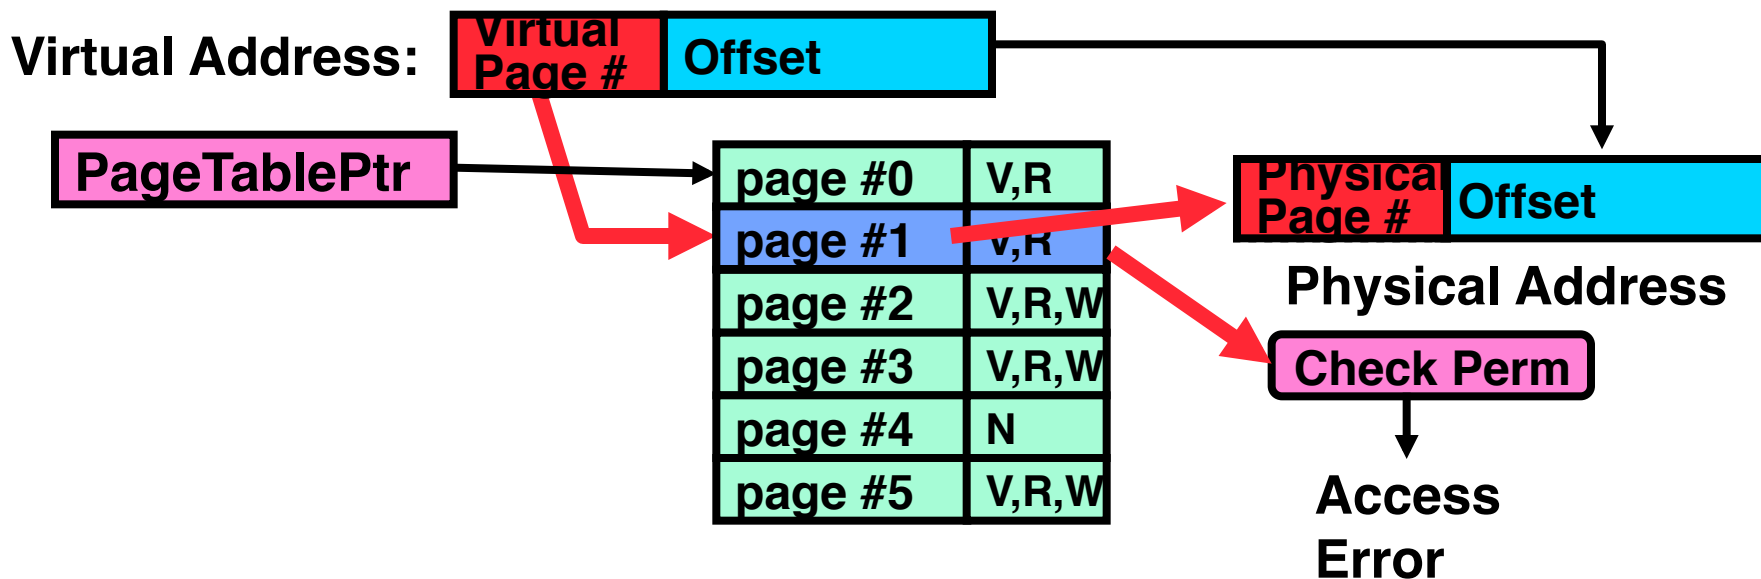 Virtual Address:
Virtual
Page #
Offset
PageTablePtr
page #0
V,R
page #1
V,R
page #2
V,R,W
page #3
V,R,W
page #4
N
page #5
V,R,W
Physical
Page #
Offset
Physical Address
Check Perm
Access
Error